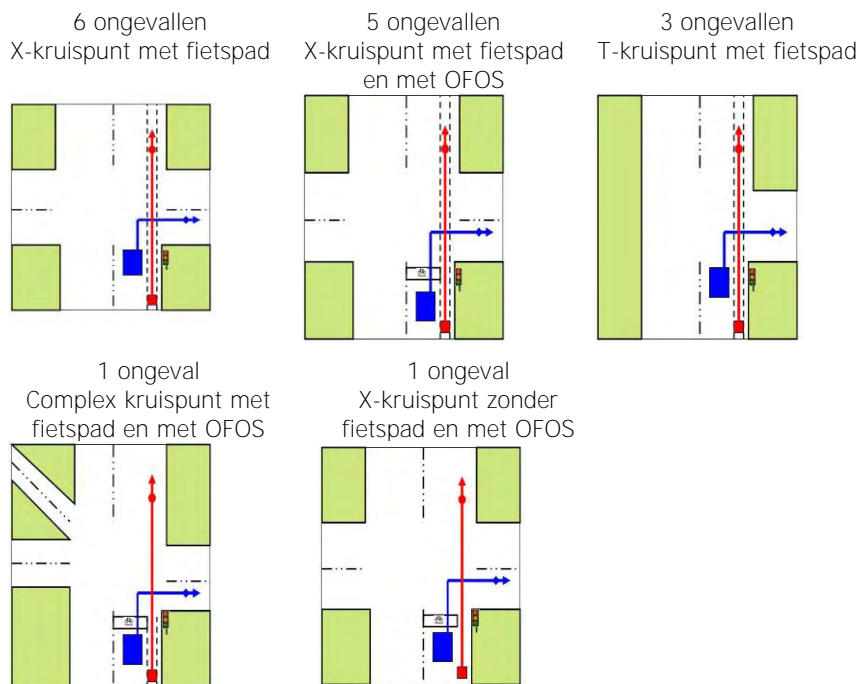 6 ongevallen
X-kruispunt met fietspad
5 ongevallen
X-kruispunt met fietspad
en met OFOS
3 ongevallen
T-kruispunt met fietspad
1 ongeval
Complex kruispunt met
fietspad en met OFOS
1 ongeval
X-kruispunt zonder
fietspad en met OFOS